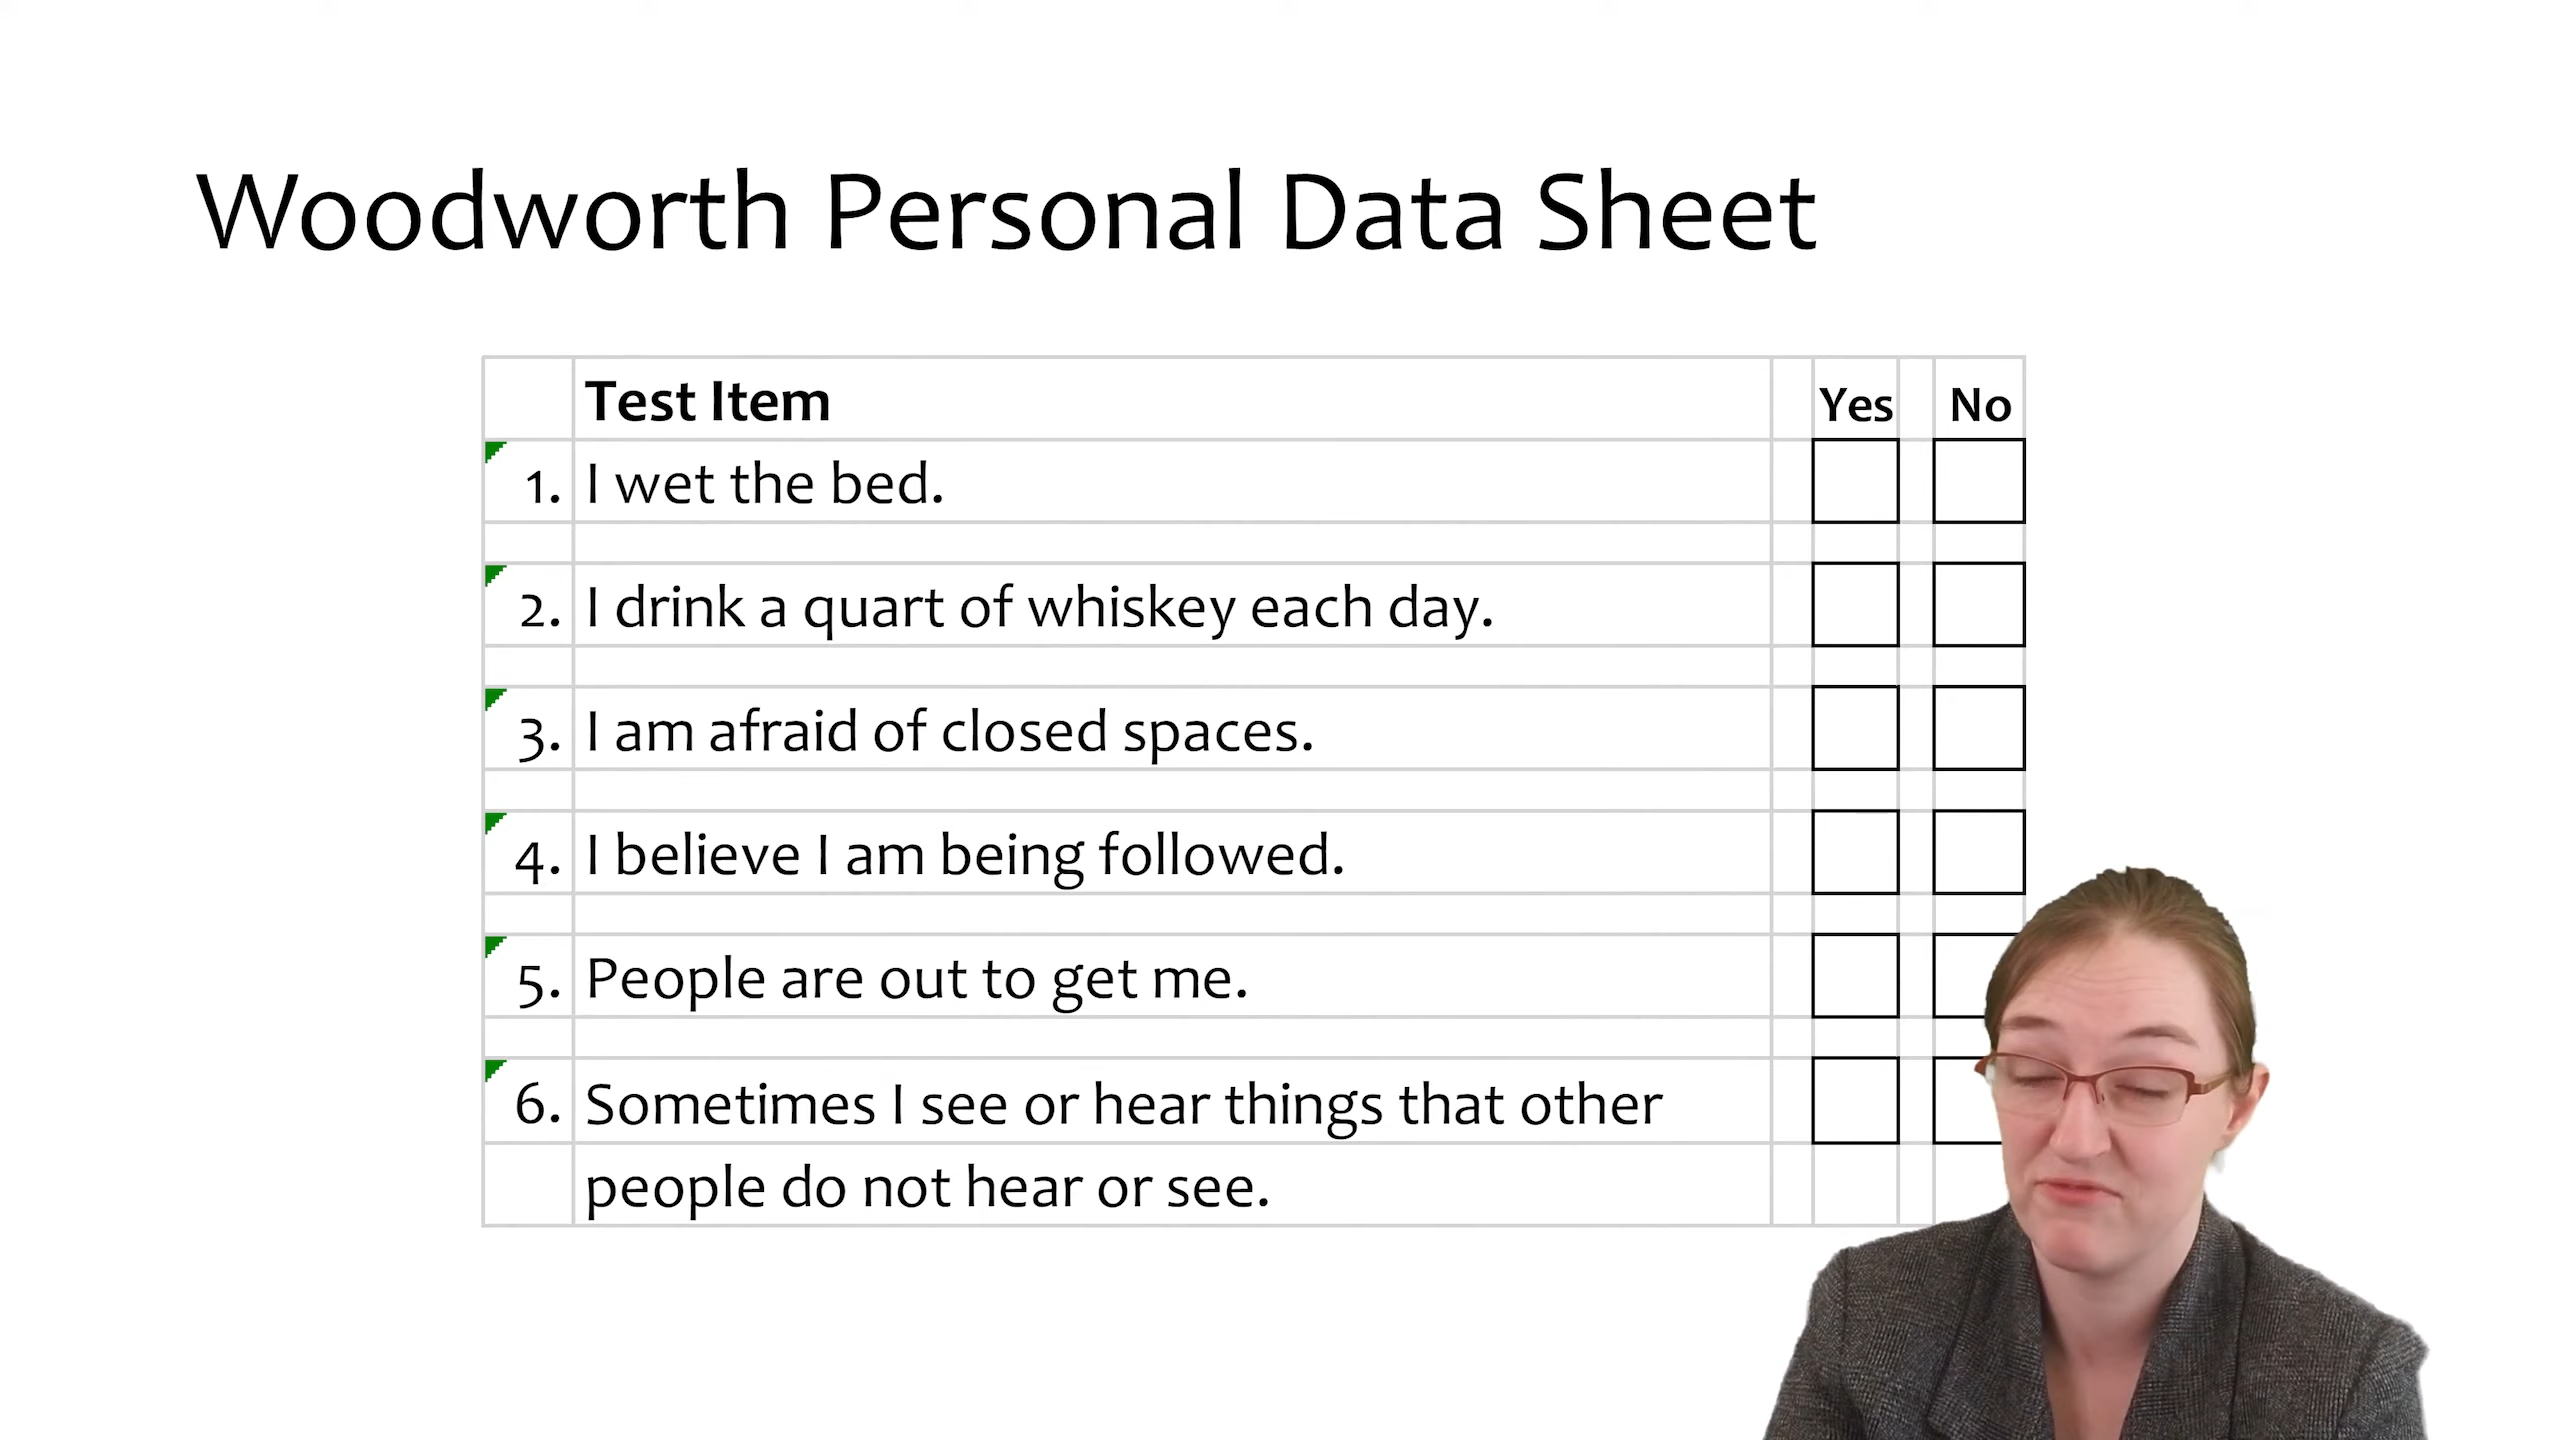 Woodworth Personal Data Sheet
Test Item Yes No
1. I wet the bed.
2. I drink a quart of whiskey each day.
3. I am afraid of closed spaces.
4. I believe I am being followed.
5. People are out to get me.
6. Sometimes I see or hear things that other
people do not hear or see.